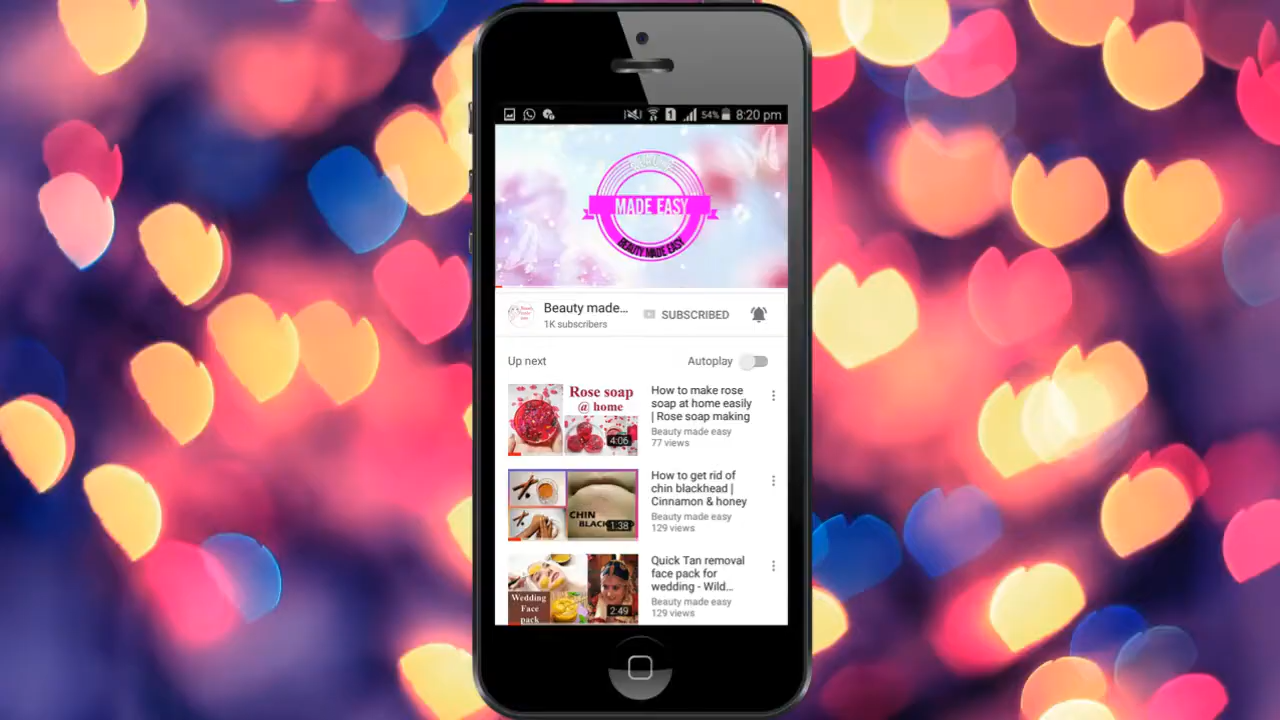 54% 8:20 pm
MADE EASY
BEAUTY MADE EASY
Beauty made...
1K subscribers
SUBSCRIBED
Up next
Autoplay
Rose soap
@ home
4:06
How to make rose
soap at home easily
| Rose soap making
Beauty made easy
77 views
CHIN
1:38
How to get rid of
chin blackhead |
Cinnamon & honey
Beauty made easy
129 views
Wedding
Face
pack
2:49
Quick Tan removal
face pack for
wedding - Wild...
Beauty made easy
129 views